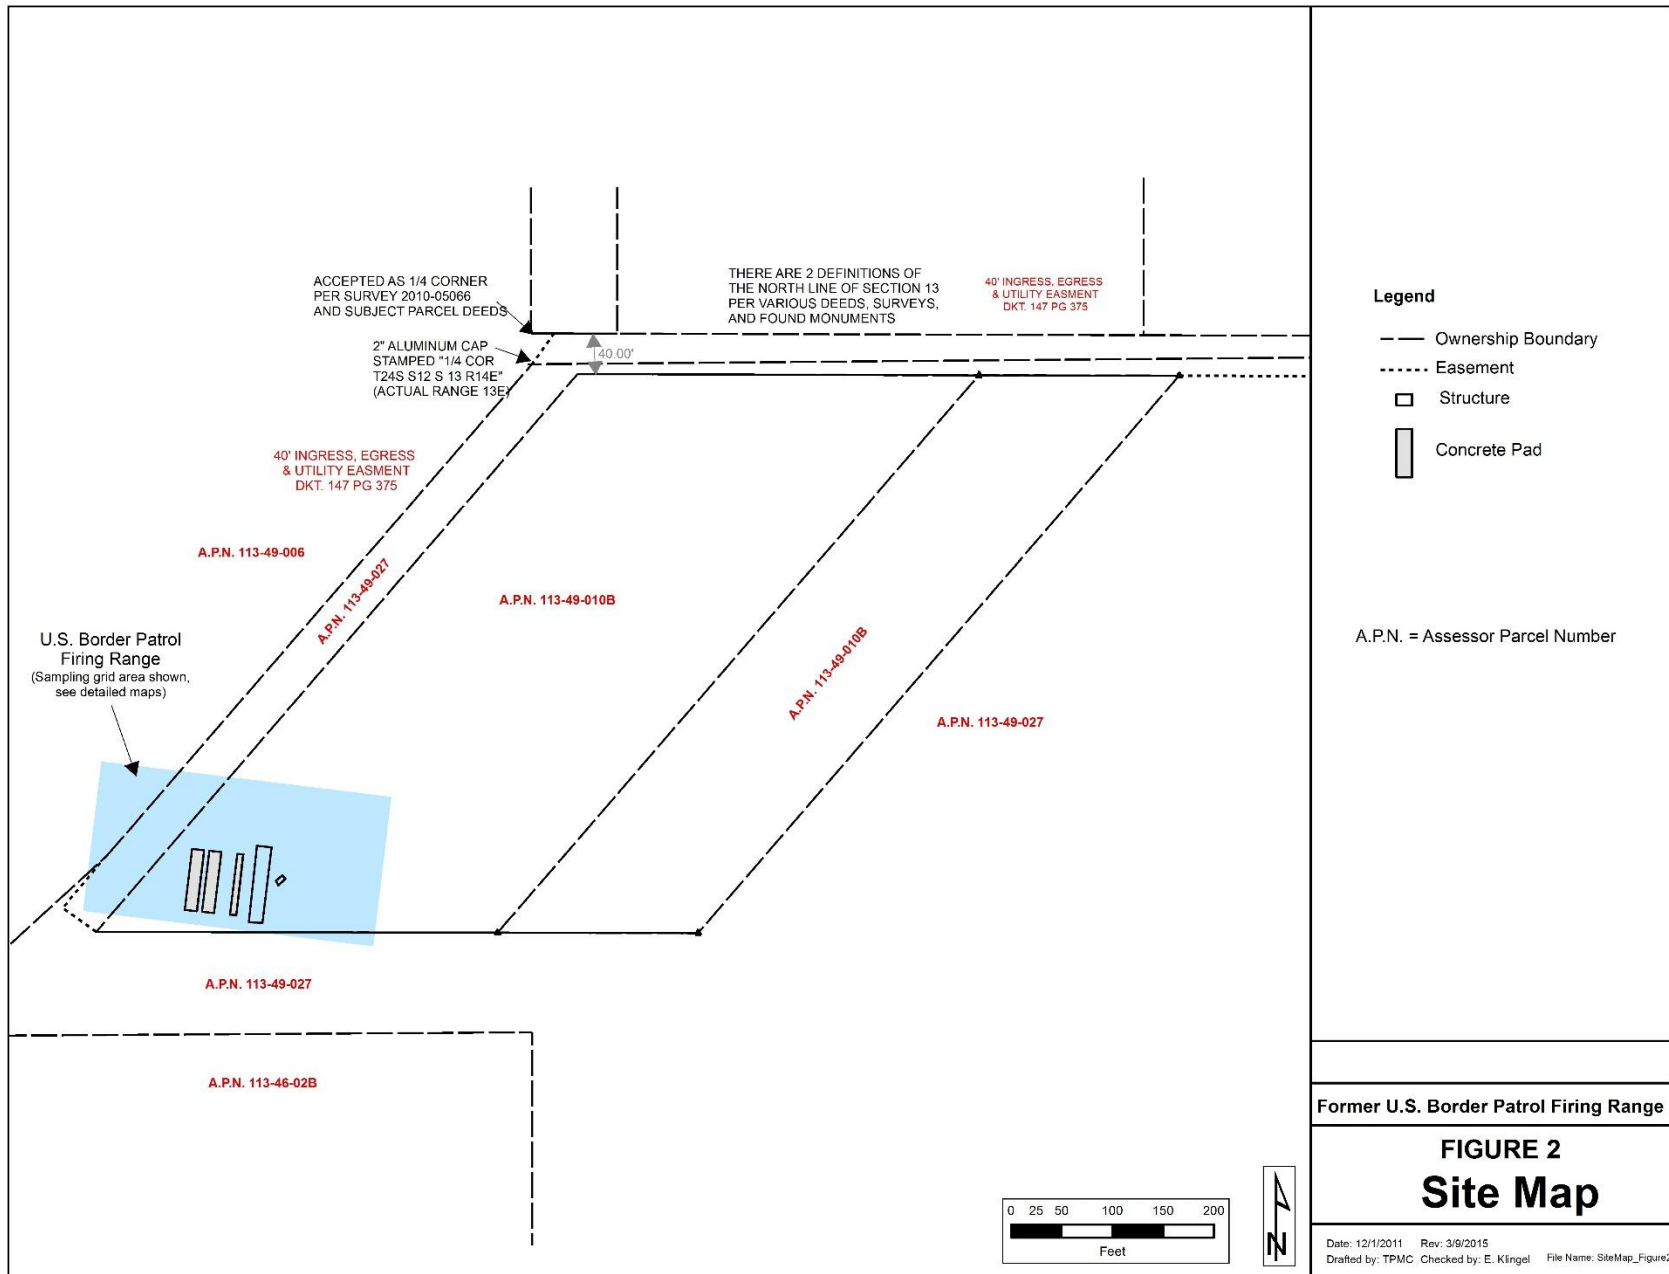 ACCEPTED AS 1/4 CORNER
PER SURVEY 2010-05066
AND SUBJECT PARCEL DEEDS
THERE ARE 2 DEFINITIONS OF
THE NORTH LINE OF SECTION 13
PER VARIOUS DEEDS, SURVEYS,
AND FOUND MONUMENTS
40' INGRESS, EGRESS
& UTILITY EASMENT
DKT. 147 PG 375
2" ALUMINUM CAP
STAMPED "1/4 COR
T24S S12 S 13 R14E"
(ACTUAL RANGE 13E)
40.00'
40' INGRESS, EGRESS
& UTILITY EASMENT
DKT. 147 PG 375
A.P.N. 113-49-006
A.P.N. 113-49-027
A.P.N. 113-49-010B
A.P.N. 113-49-010B
A.P.N. 113-49-027
U.S. Border Patrol
Firing Range
(Sampling grid area shown,
see detailed maps)
A.P.N. 113-49-027
A.P.N. 113-46-02B
0 25 50 100 150 200
Feet
N
Legend
Ownership Boundary
Easement
Structure
Concrete Pad
A.P.N. = Assessor Parcel Number
Former U.S. Border Patrol Firing Range
FIGURE 2
Site Map
Date: 12/1/2011 Rev: 3/9/2015
Drafted by: TPMC Checked by: E. Klingel File Name: SiteMap_Figure2